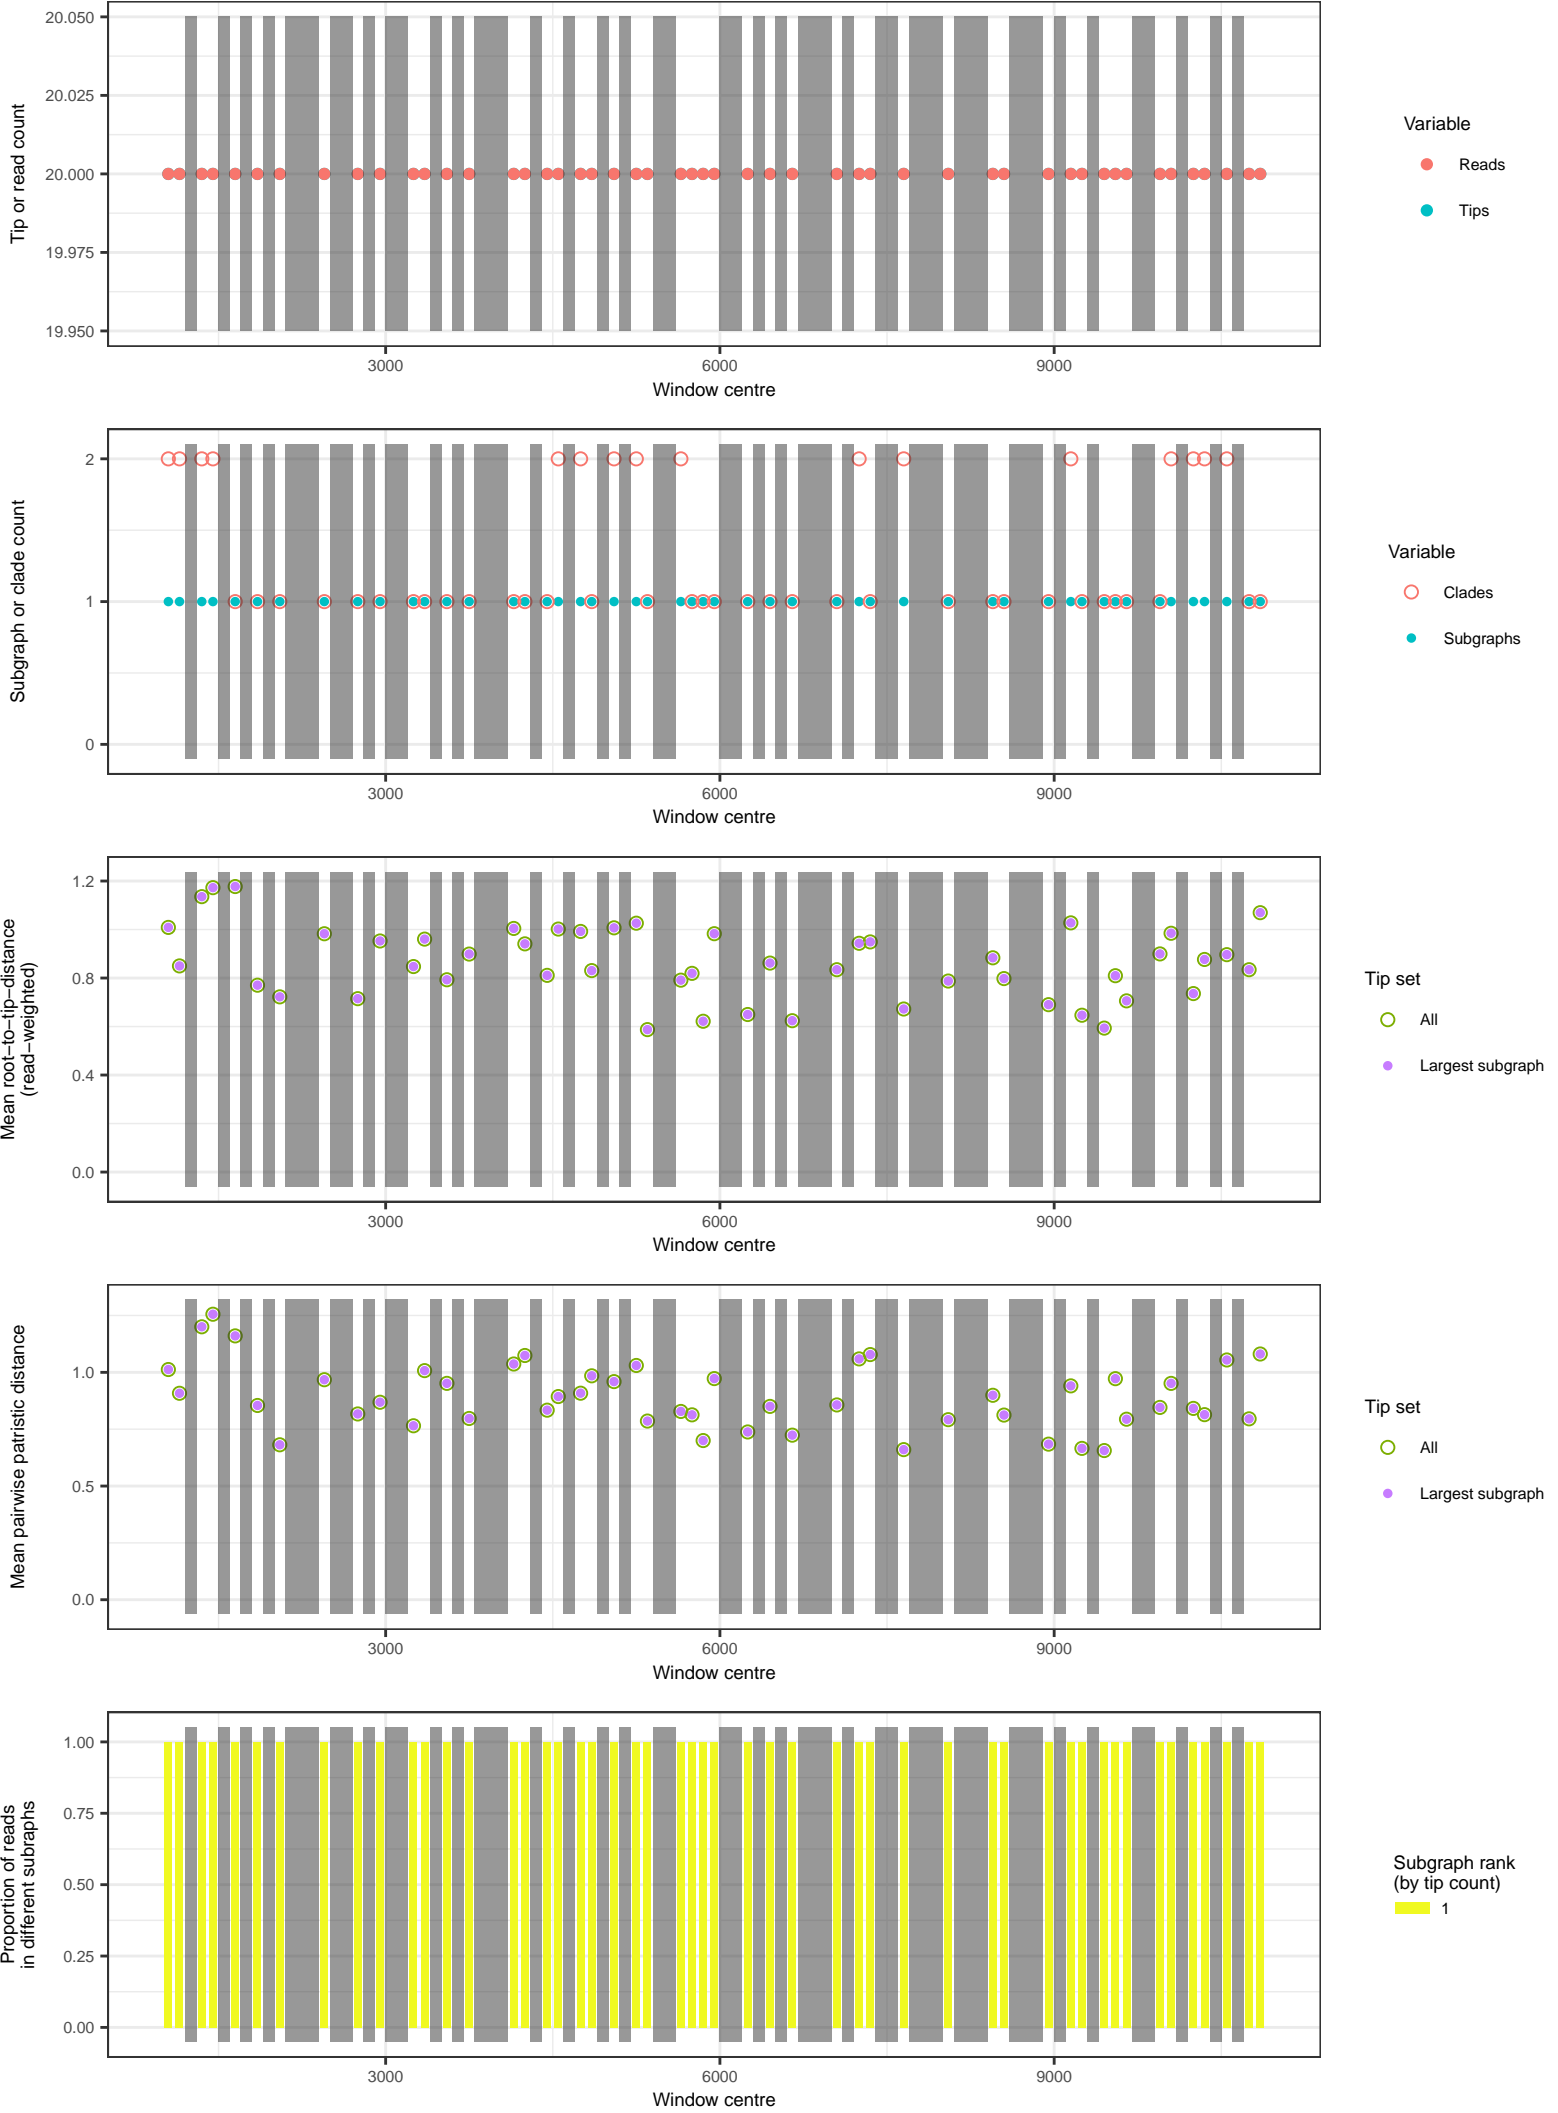 20.050
20.025
20.000
19.975
19.950
Tip or read count
3000
6000
9000
Window centre
Variable
Reads
Tips
2
1
0
Subgraph or clade count
3000
6000
9000
Window centre
Variable
Clades
Subgraphs
1.2
0.8
0.4
0.0
Mean root−to−tip−distance
(read−weighted)
3000
6000
9000
Window centre
Tip set
All
Largest subgraph
1.0
0.5
0.0
Mean pairwise patristic distance
3000
6000
9000
Window centre
Tip set
All
Largest subgraph
1.00
0.75
0.50
0.25
0.00
Proportion of reads
in different subraphs
3000
6000
9000
Window centre
Subgraph rank
(by tip count)
1